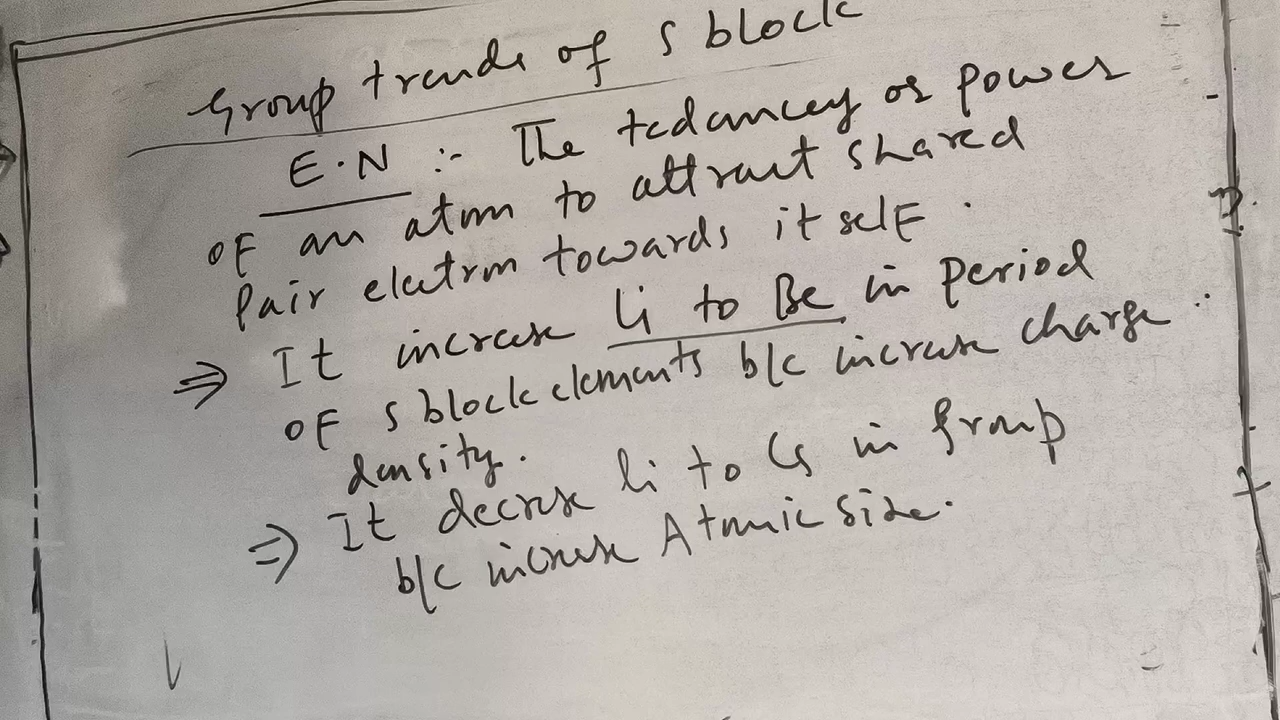 Group trends of s block
E.N :- The tedancey or power
of an atom to attract shared
Pair electron towards it self.
⇒ It increase Li to Be in period
of s block elements b/c increase charge
density.
⇒ It decrese Li to Cs in group
b/c increase Atomic size.